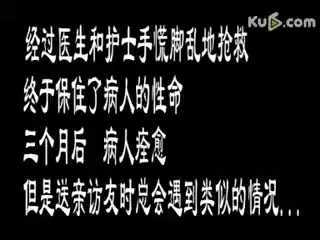 Ku6.com
经过医生和护士手慌脚乱地抢救
终于保住了病人的性命
三个月后 病人痊愈
但是送亲访友时总会遇到类似的情况...